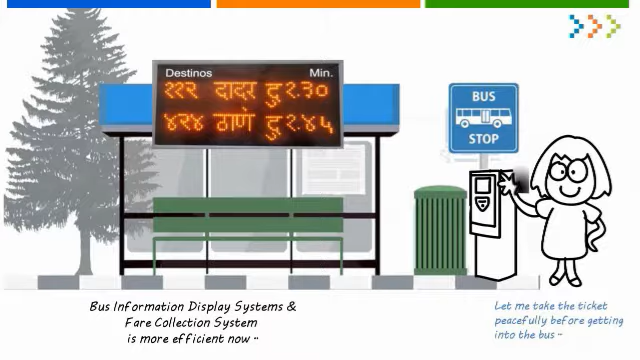 Destinos Min.
२१२ दादर दु२.३०
४२४ ठाणे दु२.४५
BUS
STOP
Bus Information Display Systems &
Fare Collection System
is more efficient now ..
Let me take the ticket
peacefully before getting
into the bus ..